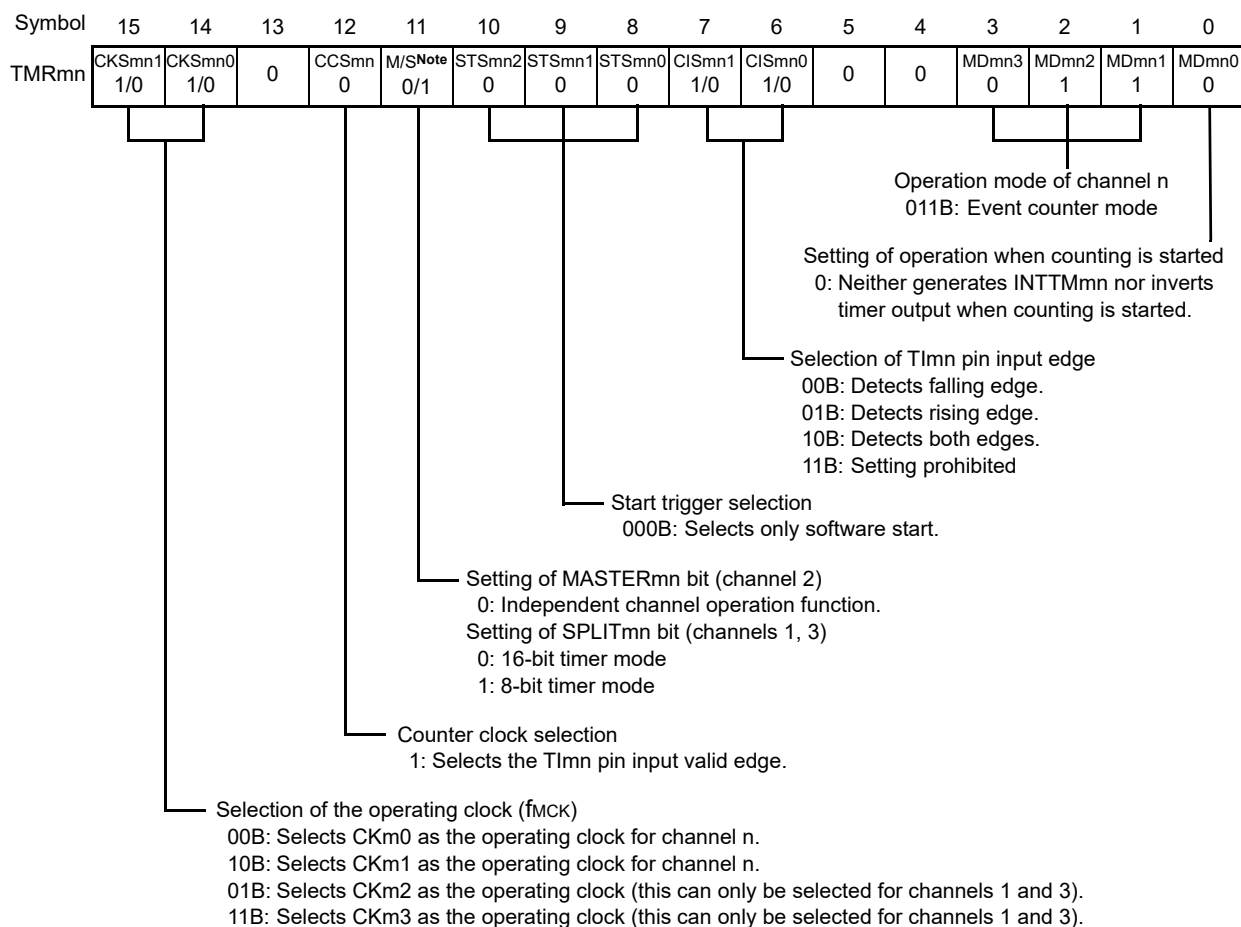 Symbol 15 14 13 12 11 10 9 8 7 6 5 4 3 2 1 0
CKSmn1 CKSmn0 CCSmn M/SNote STSmn2 STSmn1 STSmn0 CISmn1 CISmn0 MDmn3 MDmn2 MDmn1 MDmn0
TMRmn 1/0 1/0 0 0 0/1 0 0 0 1/0 1/0 0 0 0 1 1 0
Operation mode of channel n
011B: Event counter mode
Setting of operation when counting is started
0: Neither generates INTTMmn nor inverts
timer output when counting is started.
Selection of TImn pin input edge
00B: Detects falling edge.
01B: Detects rising edge.
10B: Detects both edges.
11B: Setting prohibited
Start trigger selection
000B: Selects only software start.
Setting of MASTERmn bit (channel 2)
0: Independent channel operation function.
Setting of SPLITmn bit (channels 1, 3)
0: 16-bit timer mode
1: 8-bit timer mode
Counter clock selection
1: Selects the TImn pin input valid edge.
Selection of the operating clock (fMCK)
00B: Selects CKm0 as the operating clock for channel n.
10B: Selects CKm1 as the operating clock for channel n.
01B: Selects CKm2 as the operating clock (this can only be selected for channels 1 and 3).
11B: Selects CKm3 as the operating clock (this can only be selected for channels 1 and 3).